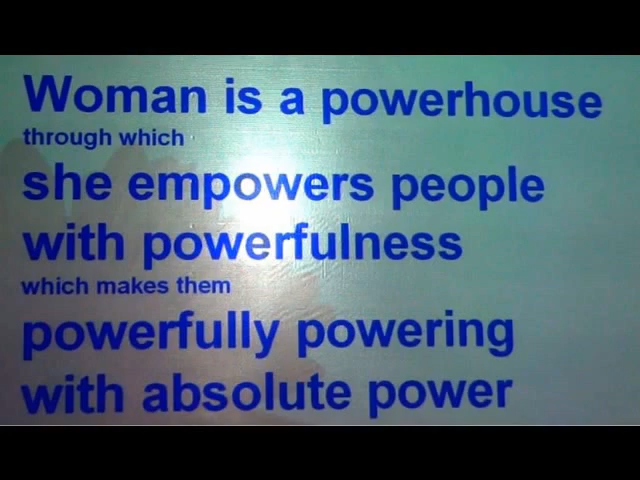 Woman is a powerhouse
through which
she empowers people
with powerfulness
which makes them
powerfully powering
with absolute power